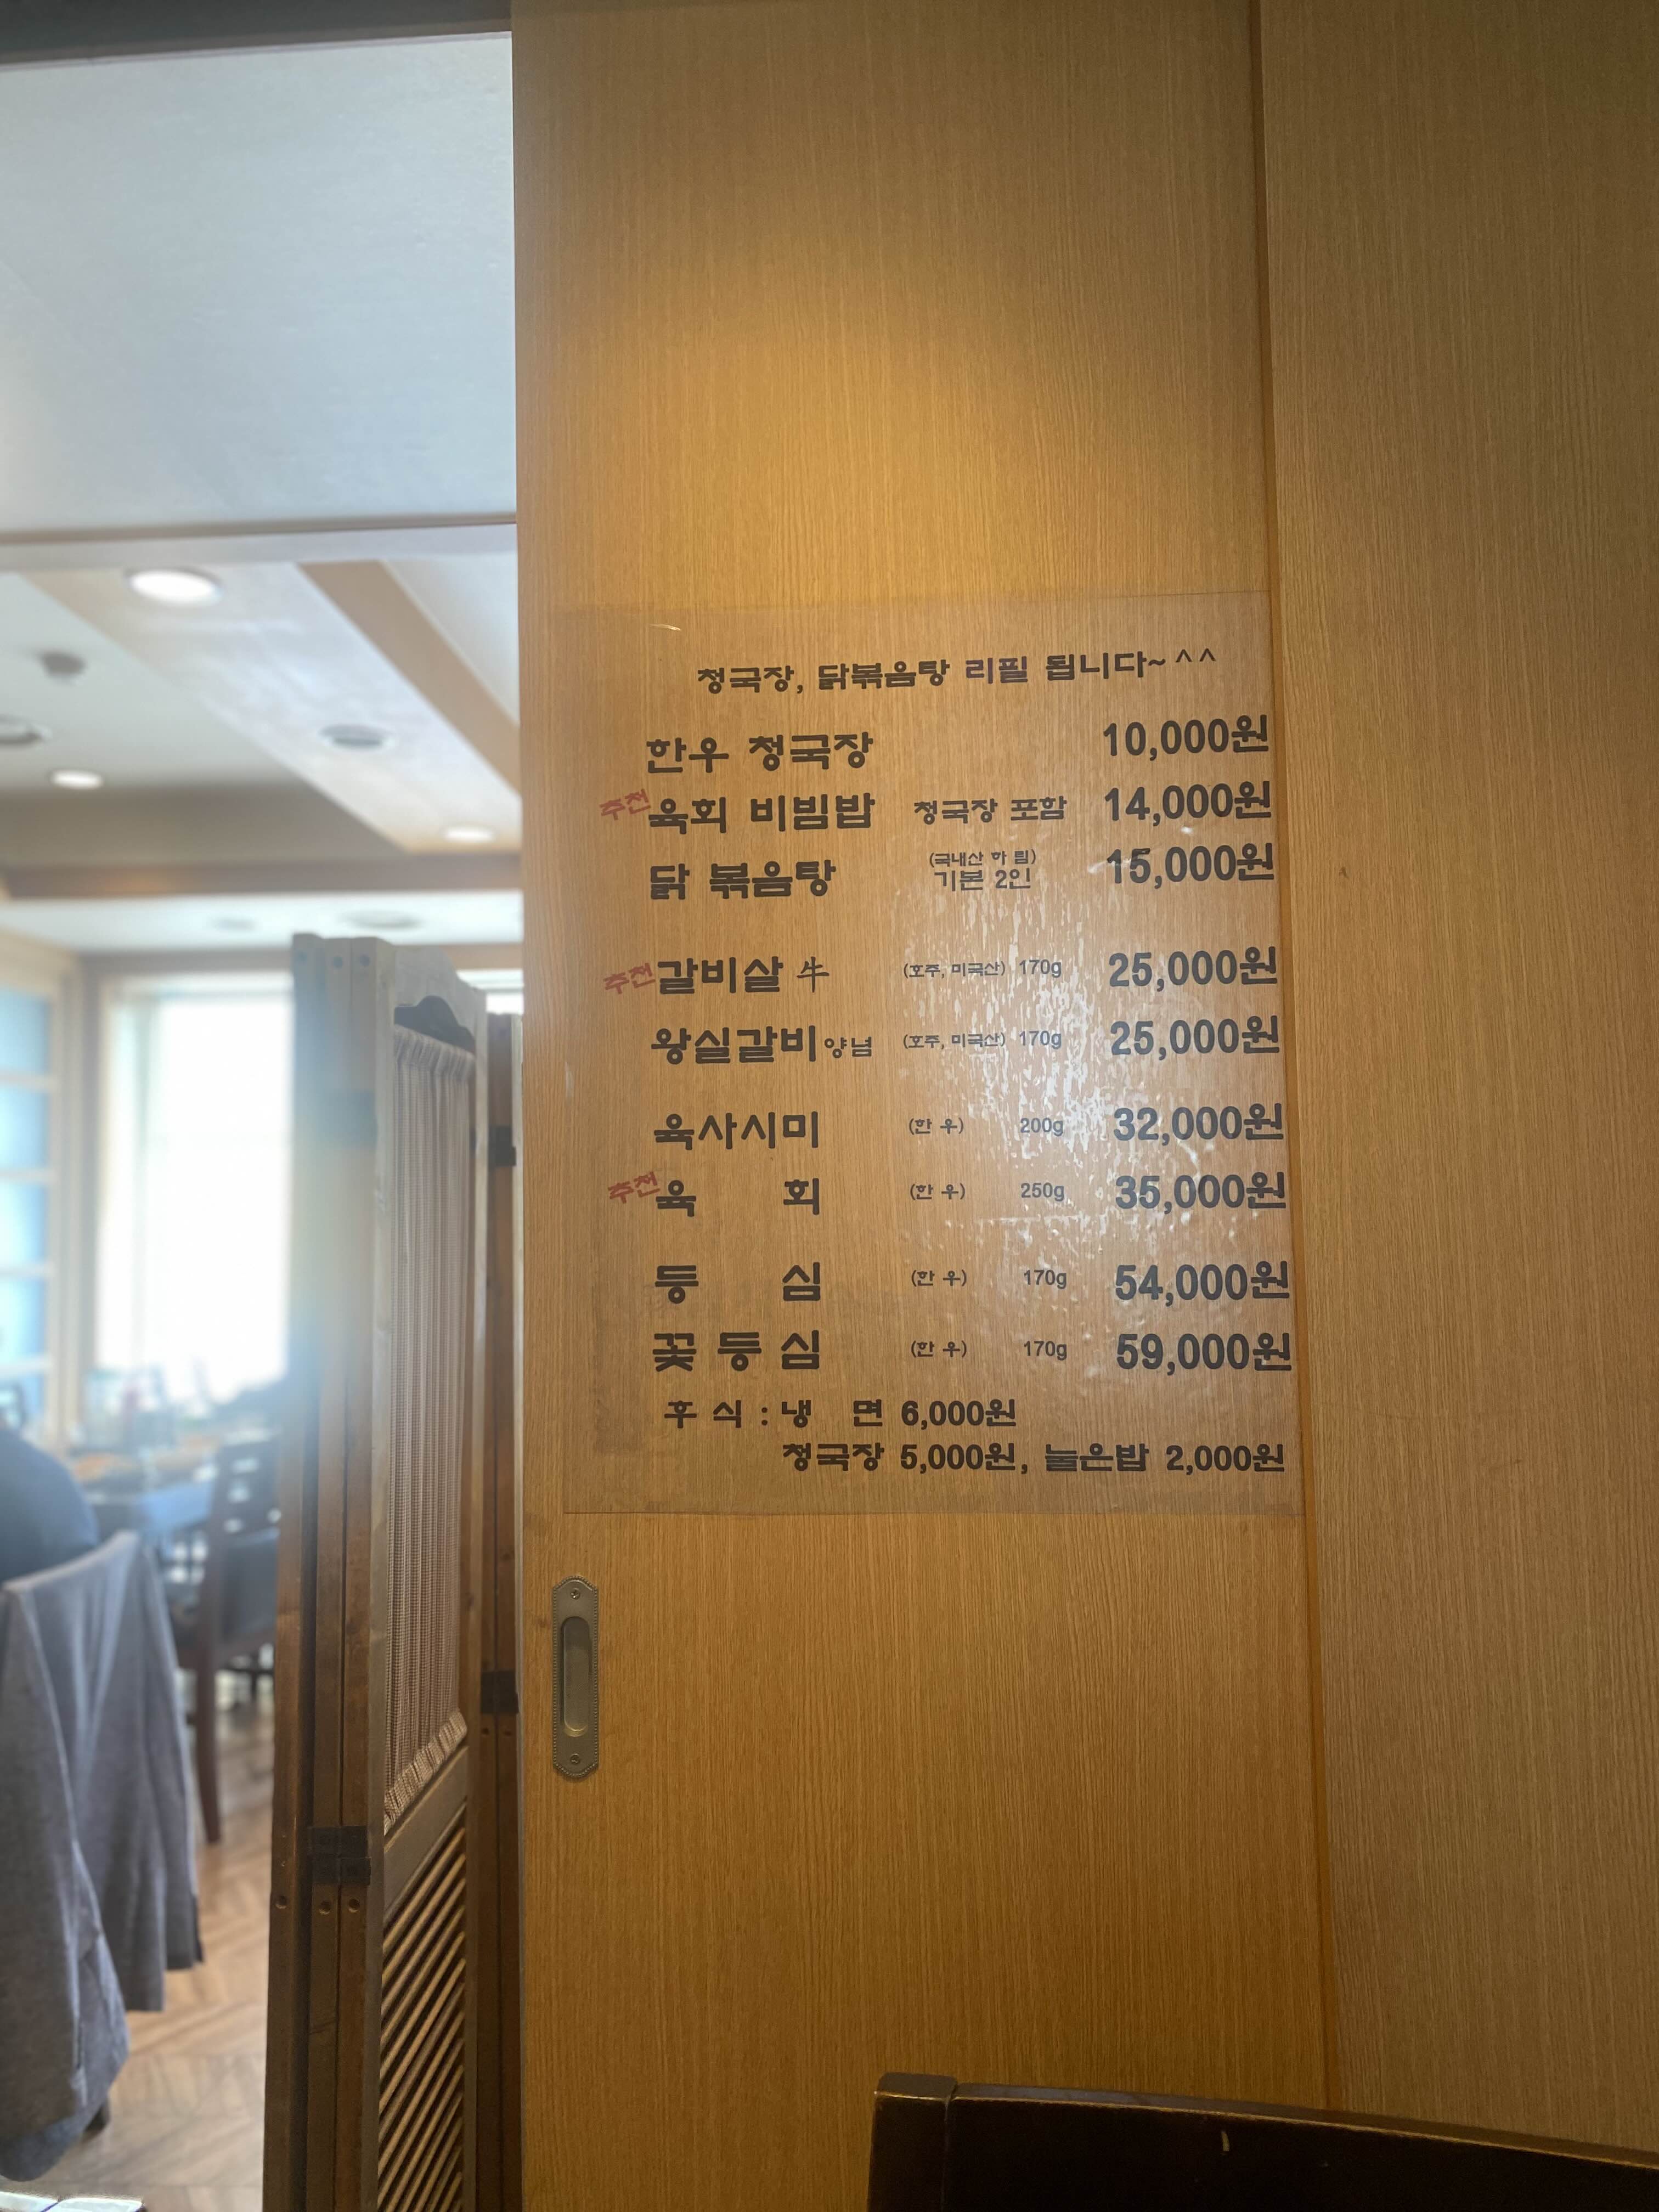 청국장, 닭볶음탕 리필 됩니다~^^
한우 청국장 10,000원
추천 육회 비빔밥 청국장 포함 14,000원
닭 볶음탕 (국내산 하 림) 기본 2인 15,000원
추천 갈비살 牛 (호주, 미국산) 170g 25,000원
왕실갈비 양념 (호주, 미국산) 170g 25,000원
육사시미 (한 우) 200g 32,000원
추천 육 회 (한 우) 250g 35,000원
등 심 (한 우) 170g 54,000원
꽃 등 심 (한 우) 170g 59,000원
후 식 : 냉 면 6,000원
청국장 5,000원, 눌은밥 2,000원